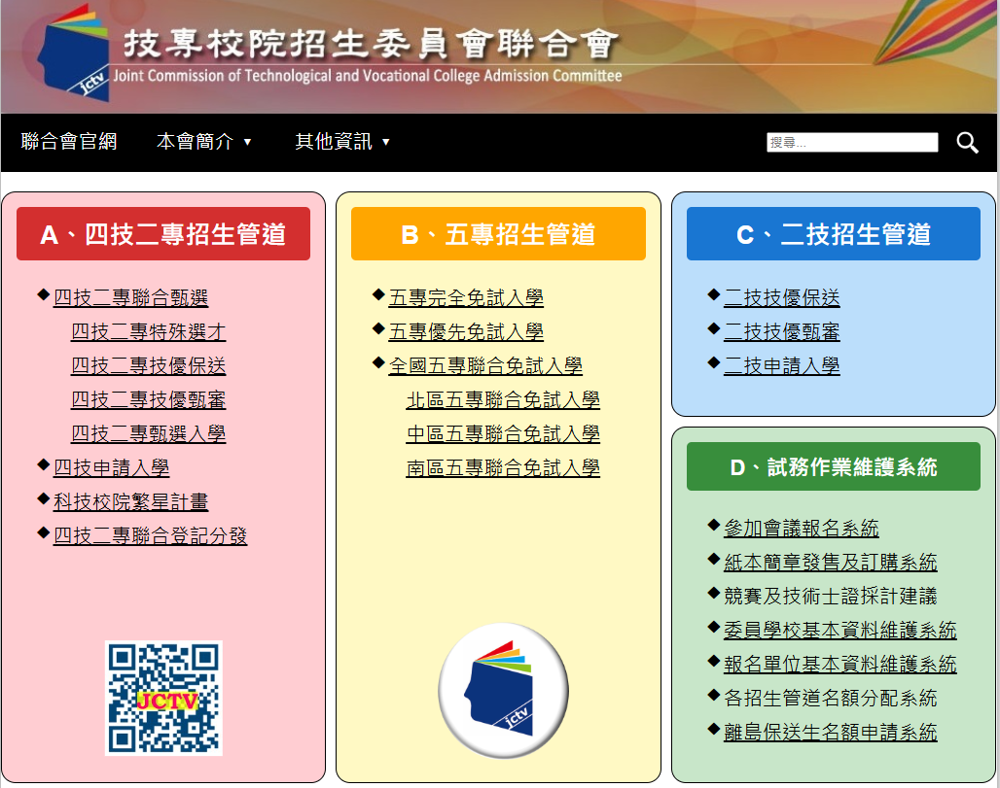 技專校院招生委員會聯合會
Joint Commission of Technological and Vocational College Admission Committee
jctv
聯合會官網 本會簡介 ▼ 其他資訊 ▼ 搜尋...
A、四技二專招生管道
◆四技二專聯合甄選
四技二專特殊選才
四技二專技優保送
四技二專技優甄審
四技二專甄選入學
◆四技申請入學
◆科技校院繁星計畫
◆四技二專聯合登記分發
JCTV
B、五專招生管道
◆五專完全免試入學
◆五專優先免試入學
◆全國五專聯合免試入學
北區五專聯合免試入學
中區五專聯合免試入學
南區五專聯合免試入學
jctv
C、二技招生管道
◆二技技優保送
◆二技技優甄審
◆二技申請入學
D、試務作業維護系統
◆參加會議報名系統
◆紙本簡章發售及訂購系統
◆競賽及技術士證採計建議
◆委員學校基本資料維護系統
◆報名單位基本資料維護系統
◆各招生管道名額分配系統
◆離島保送生名額申請系統